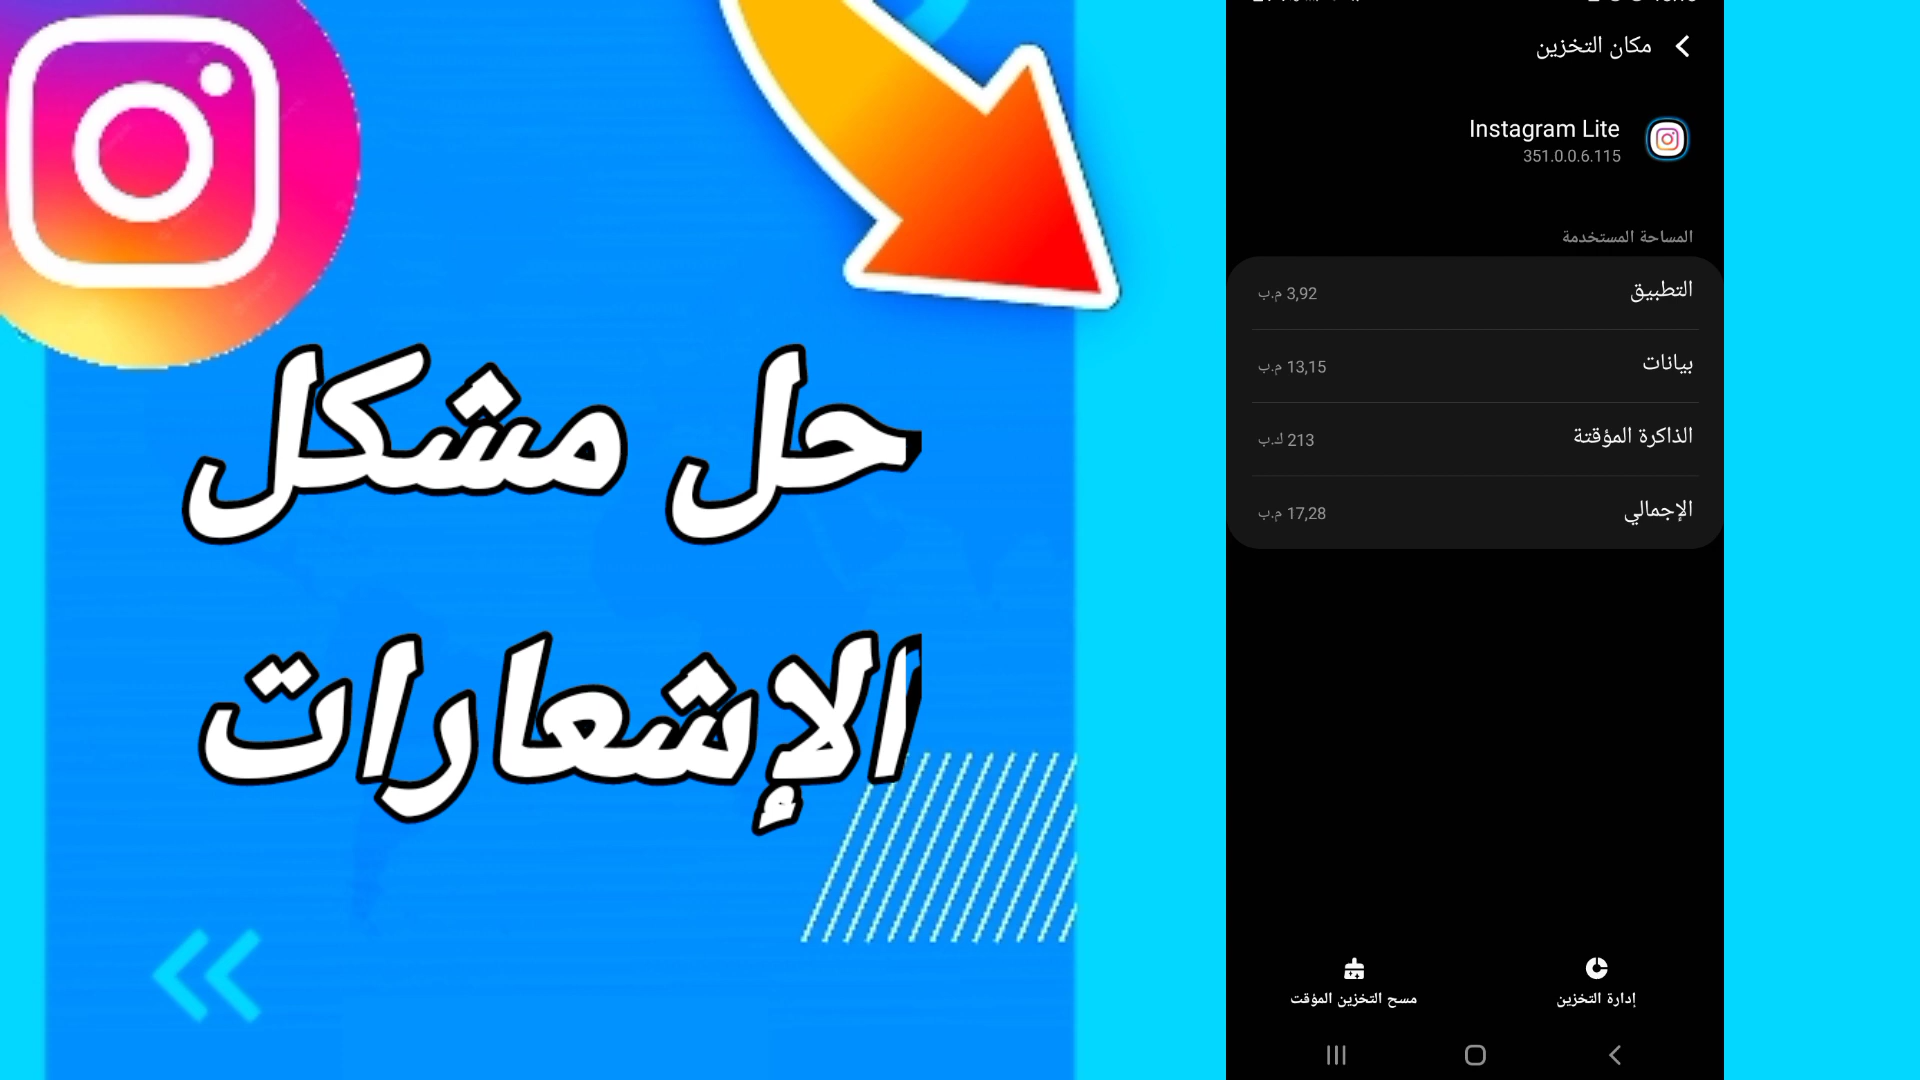 حل مشكل
الإشعارات
مكان التخزين
Instagram Lite
351.0.0.6.115
المساحة المستخدمة
التطبيق
3,92 م.ب
بيانات
13,15 م.ب
الذاكرة المؤقتة
213 ك.ب
الإجمالي
17,28 م.ب
إدارة التخزين
مسح التخزين المؤقت